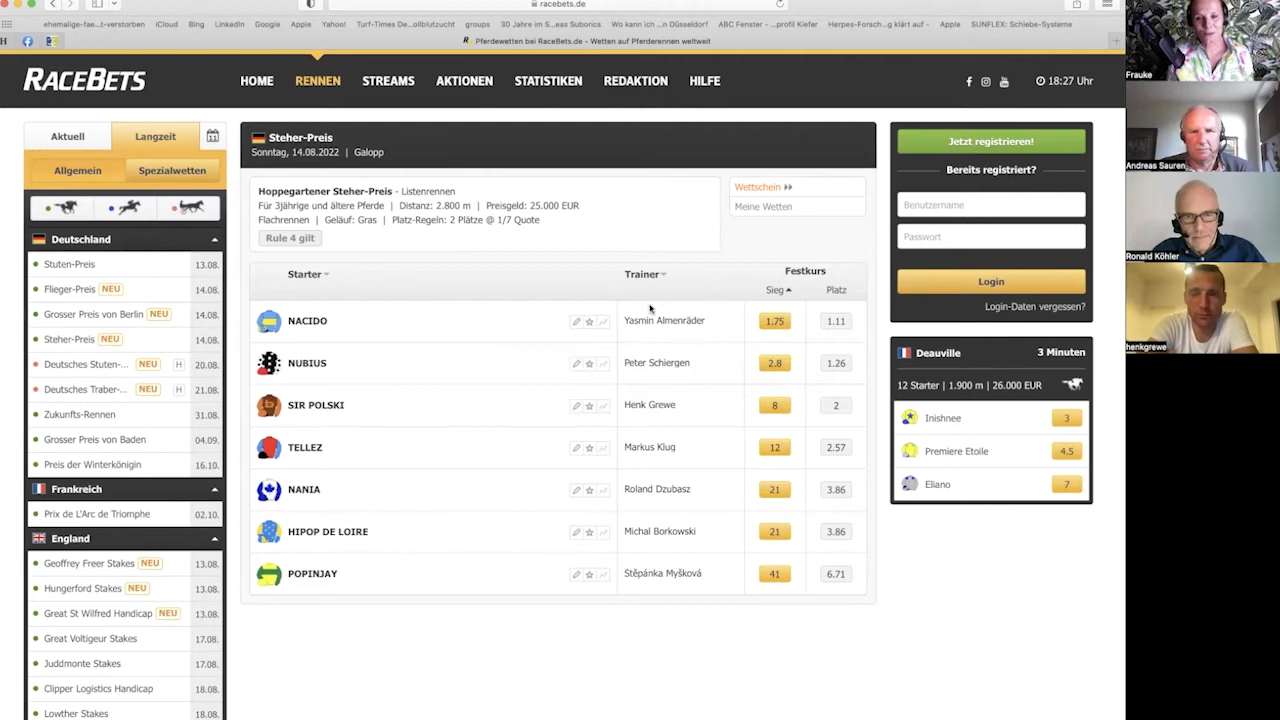 racebets.de
ehemalige-faet-verstorben iCloud Bing LinkedIn Google Apple Yahoo! Turf-Times De...ollblutzucht groups 30 Jahre im S...eas Suborics Wo kann ich ...n Düsseldorf ABC Fenster - ...profil Kiefer Herpes-Forsch...g klärt auf - Apple SUNFLEX: Schiebe-Systeme
H
Pferdewetten bei RaceBets.de - Wetten auf Pferderennen weltweit
RACEBETS
HOME RENNEN STREAMS AKTIONEN STATISTIKEN REDAKTION HILFE
18:27 Uhr
Aktuell Langzeit 11
Allgemein Spezialwetten
Deutschland
Stuten-Preis 13.08.
Flieger-Preis NEU 14.08.
Grosser Preis von Berlin NEU 14.08.
Steher-Preis NEU 14.08.
Deutsches Stuten-... NEU H 20.08.
Deutsches Traber-... NEU H 21.08.
Zukunfts-Rennen 31.08.
Grosser Preis von Baden 04.09.
Preis der Winterkönigin 16.10.
Frankreich
Prix de L'Arc de Triomphe 02.10.
England
Geoffrey Freer Stakes NEU 13.08.
Hungerford Stakes NEU 13.08.
Great St Wilfred Handicap NEU 13.08.
Great Voltigeur Stakes 17.08.
Juddmonte Stakes 17.08.
Clipper Logistics Handicap 18.08.
Lowther Stakes 18.08.
Steher-Preis
Sonntag, 14.08.2022 | Galopp
Hoppegartener Steher-Preis - Listenrennen
Für 3jährige und ältere Pferde | Distanz: 2.800 m | Preisgeld: 25.000 EUR
Flachrennen | Geläuf: Gras | Platz-Regeln: 2 Plätze @ 1/7 Quote
Rule 4 gilt
Wettschein
Meine Wetten
Starter Trainer Festkurs
Sieg Platz
NACIDO Yasmin Almenräder 1.75 1.11
NUBIUS Peter Schiergen 2.8 1.26
SIR POLSKI Henk Grewe 8 2
TELLEZ Markus Klug 12 2.57
NANIA Roland Dzubasz 21 3.86
HIPOP DE LOIRE Michal Borkowski 21 3.86
POPINJAY Stěpánka Myšková 41 6.71
Jetzt registrieren!
Bereits registriert?
Benutzername
Passwort
Login
Login-Daten vergessen?
Deauville 3 Minuten
12 Starter | 1.900 m | 26.000 EUR
Inishnee 3
Premiere Etoile 4.5
Eliano 7
Frauke
Andreas Sauren
Ronald Köhler
henkgrewe